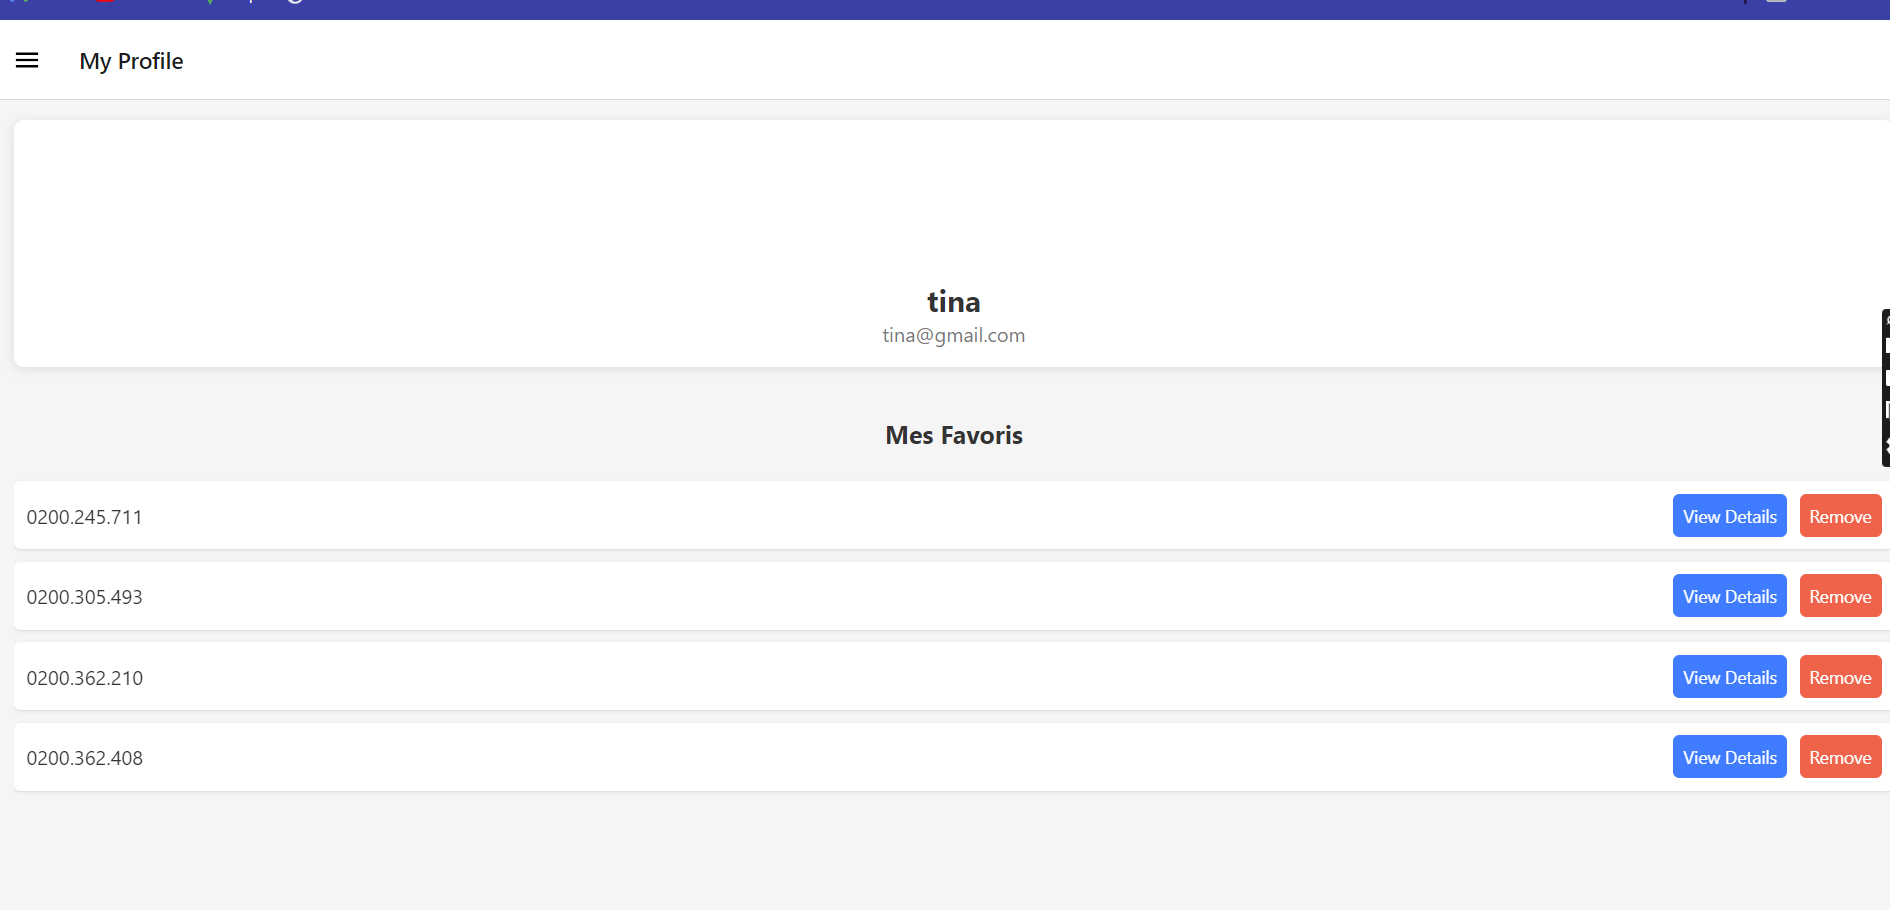 My Profile
tina
tina@gmail.com
Mes Favoris
0200.245.711 View Details Remove
0200.305.493 View Details Remove
0200.362.210 View Details Remove
0200.362.408 View Details Remove